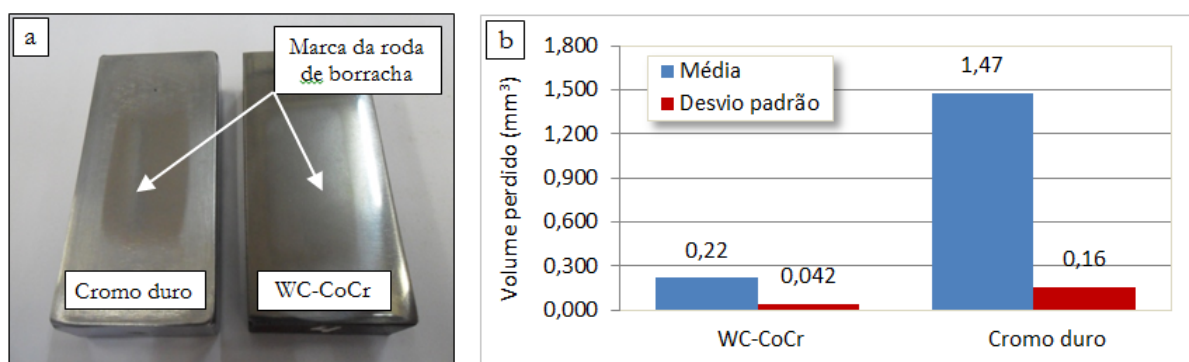 a
Marca da roda
de borracha
Cromo duro
WC-CoCr
b
Volume perdido (mm³)
1,800
1,500
1,200
0,900
0,600
0,300
0,000
Média
Desvio padrão
0,22
0,042
1,47
0,16
WC-CoCr
Cromo duro